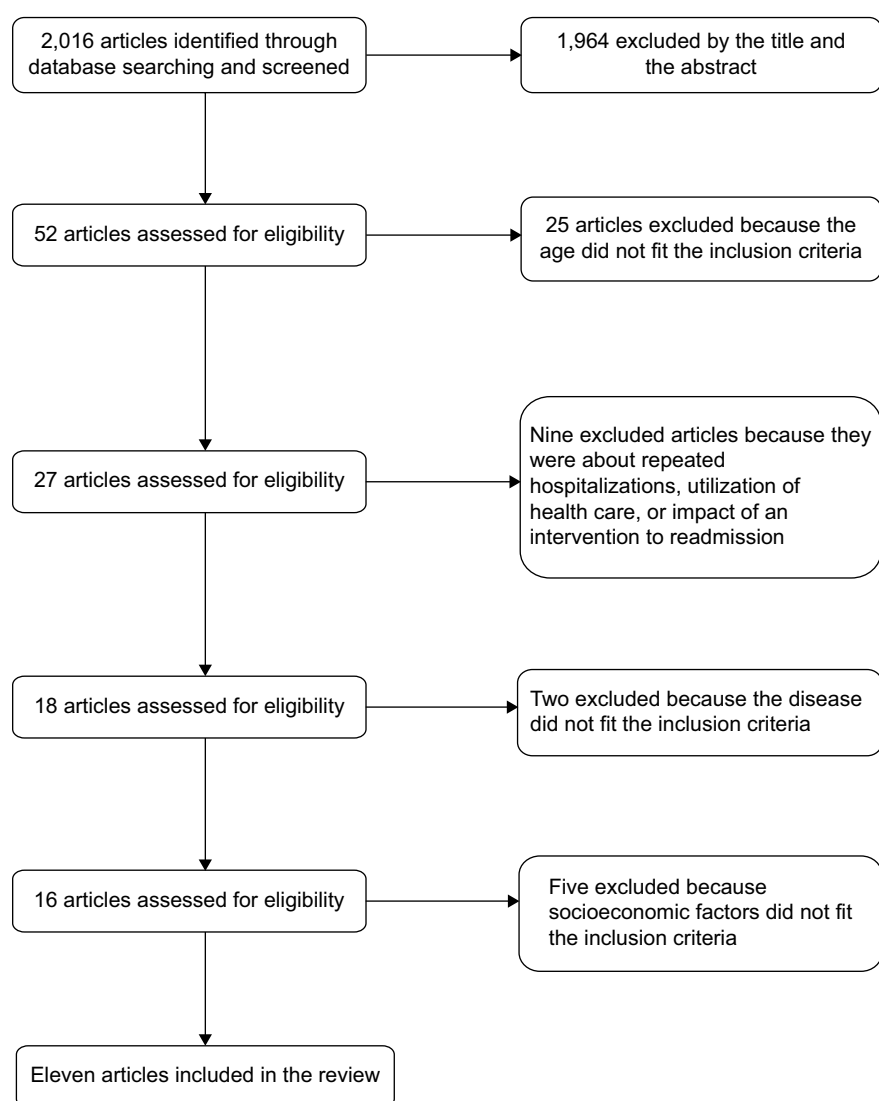 2,016 articles identified through
database searching and screened
1,964 excluded by the title and
the abstract
52 articles assessed for eligibility
25 articles excluded because the
age did not fit the inclusion criteria
27 articles assessed for eligibility
Nine excluded articles because they
were about repeated
hospitalizations, utilization of
health care, or impact of an
intervention to readmission
18 articles assessed for eligibility
Two excluded because the disease
did not fit the inclusion criteria
16 articles assessed for eligibility
Five excluded because
socioeconomic factors did not fit
the inclusion criteria
Eleven articles included in the review